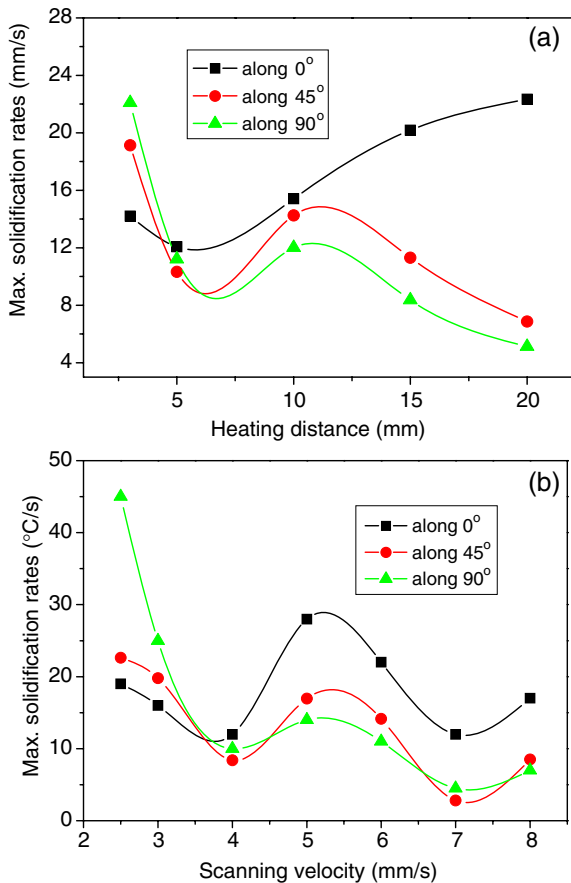 (a)
along 0°
along 45°
along 90°
Max. solidification rates (mm/s)
28
24
20
16
12
8
4
5
10
15
20
Heating distance (mm)
(b)
along 0°
along 45°
along 90°
Max. solidification rates (°C/s)
50
40
30
20
10
0
2
3
4
5
6
7
8
Scanning velocity (mm/s)